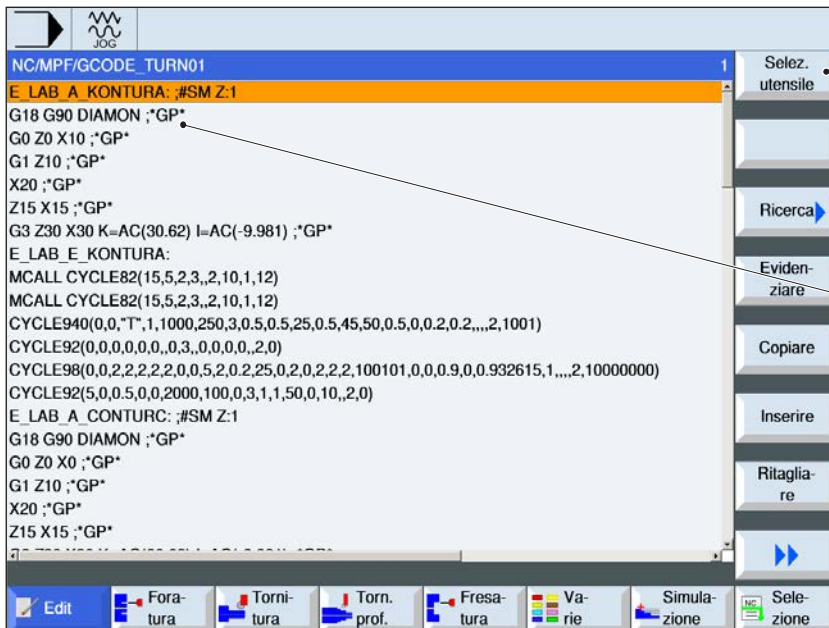 JOG
NC/MPF/GCODE_TURN01 1
E_LAB_A_KONTURA: ;#SM Z:1
G18 G90 DIAMON ;*GP*
G0 Z0 X10 ;*GP*
G1 Z10 ;*GP*
X20 ;*GP*
Z15 X15 ;*GP*
G3 Z30 X30 K=AC(30.62) I=AC(-9.981) ;*GP*
E_LAB_E_KONTURA:
MCALL CYCLE82(15,5,2,3,,2,10,1,12)
MCALL CYCLE82(15,5,2,3,,2,10,1,12)
CYCLE940(0,0,"T",1,1000,250,3,0.5,0.5,25,0.5,45,50,0.5,0,0.2,0.2,,,,2,1001)
CYCLE92(0,0,0,0,0,0,,0,3,,0,0,0,0,,2,0)
CYCLE98(0,0,2,2,2,2,2,0,0,5,2,0.2,25,0,2,0,2,2,2,100101,0,0,0.9,0,0.932615,1,,,,2,10000000)
CYCLE92(5,0,0.5,0,0,2000,100,0,3,1,1,50,0,10,,2,0)
E_LAB_A_CONTURC: ;#SM Z:1
G18 G90 DIAMON ;*GP*
G0 Z0 X0 ;*GP*
G1 Z10 ;*GP*
X20 ;*GP*
Z15 X15 ;*GP*
Selez.
utensile
Ricerca
Eviden-
ziare
Copiare
Inserire
Ritaglia-
re
Edit
Fora-
tura
Torni-
tura
Torn.
prof.
Fresa-
tura
Va-
rie
Simula-
zione
NC
Sele-
zione